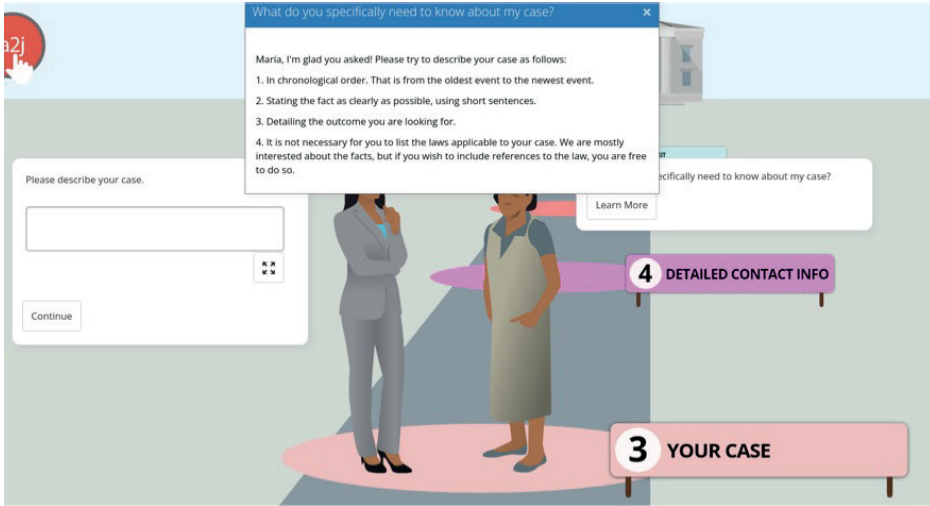 a2j
What do you specifically need to know about my case? ×
María, I'm glad you asked! Please try to describe your case as follows:
1. In chronological order. That is from the oldest event to the newest event.
2. Stating the fact as clearly as possible, using short sentences.
3. Detailing the outcome you are looking for.
4. It is not necessary for you to list the laws applicable to your case. We are mostly
interested about the facts, but if you wish to include references to the law, you are free
to do so.
Please describe your case.
Continue
need to know about my case?
Learn More
4 DETAILED CONTACT INFO
3 YOUR CASE